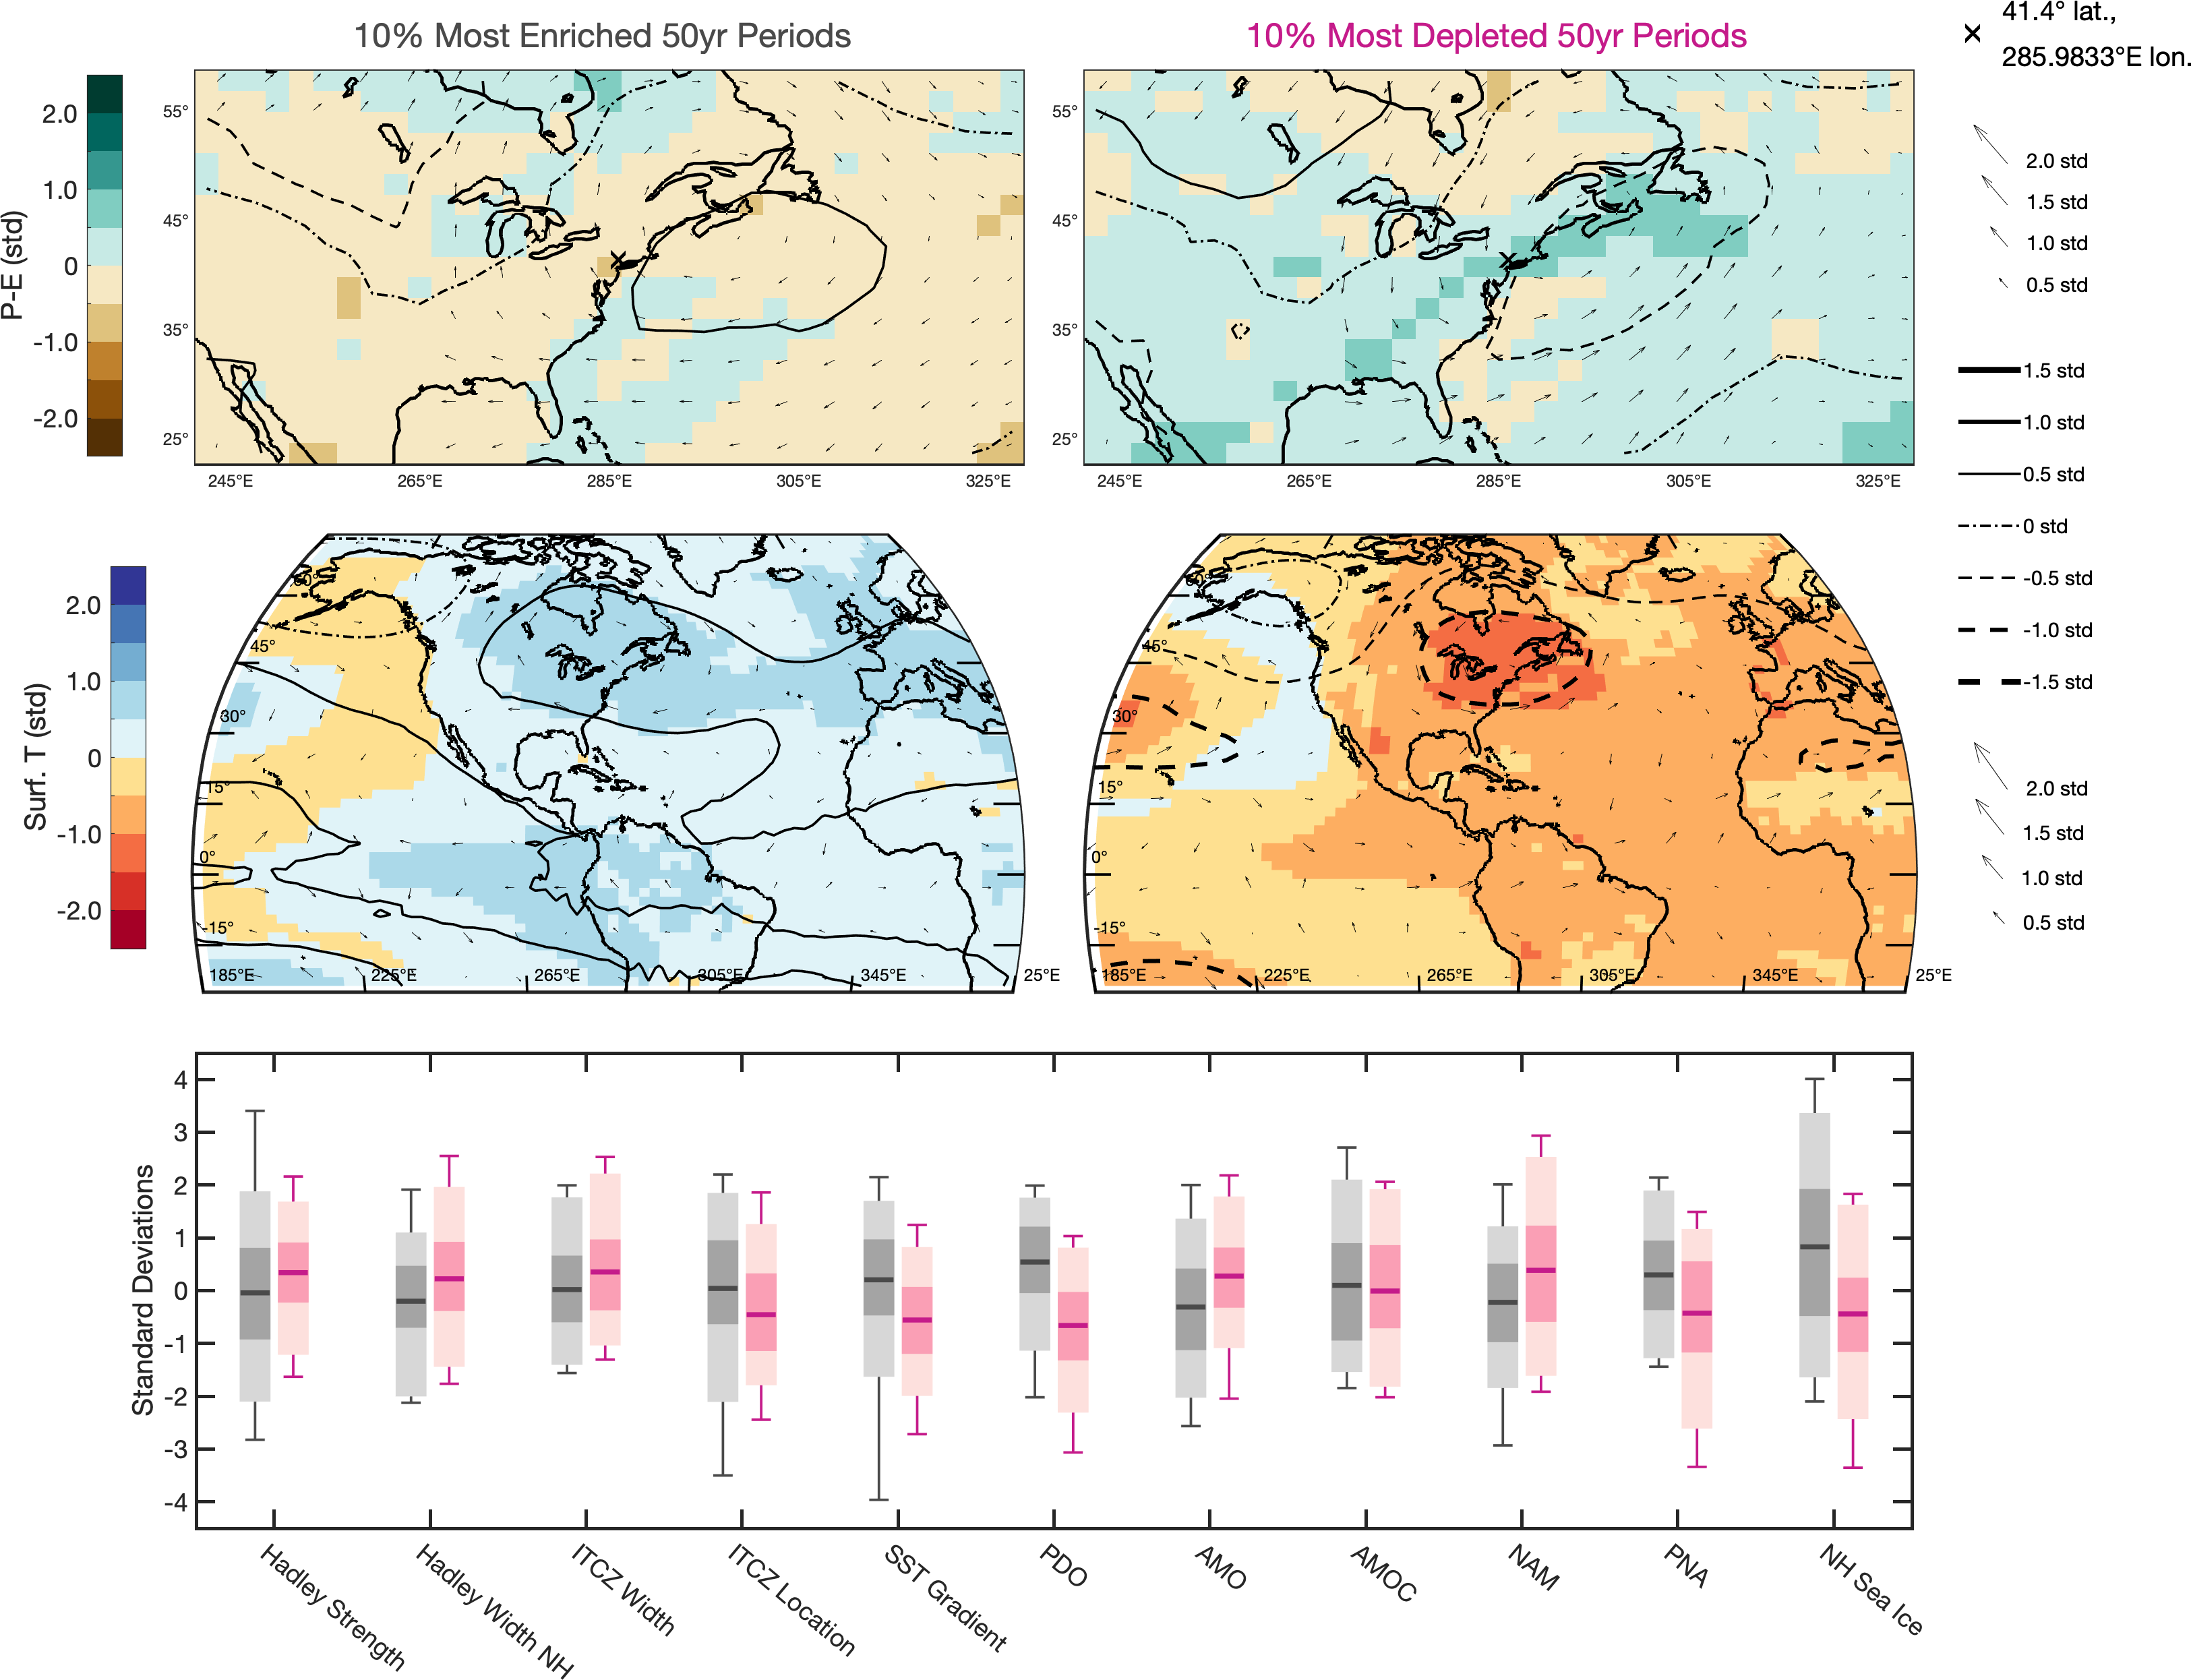 10% Most Enriched 50yr Periods
10% Most Depleted 50yr Periods
41.4° lat.,
285.9833°E lon.
P-E (std)
2.0
1.0
0
-1.0
-2.0
55°
45°
35°
25°
245°E
265°E
285°E
305°E
325°E
55°
45°
35°
25°
245°E
265°E
285°E
305°E
325°E
2.0 std
1.5 std
1.0 std
0.5 std
1.5 std
1.0 std
0.5 std
0 std
-0.5 std
-1.0 std
-1.5 std
Surf. T (std)
2.0
1.0
0
-1.0
-2.0
60°
45°
30°
15°
0°
-15°
185°E
225°E
265°E
305°E
345°E
25°E
60°
45°
30°
15°
0°
-15°
185°E
225°E
265°E
305°E
345°E
25°E
2.0 std
1.5 std
1.0 std
0.5 std
Standard Deviations
4
3
2
1
0
-1
-2
-3
-4
Hadley Strength
Hadley Width NH
ITCZ Width
ITCZ Location
SST Gradient
PDO
AMO
AMOC
NAM
PNA
NH Sea Ice